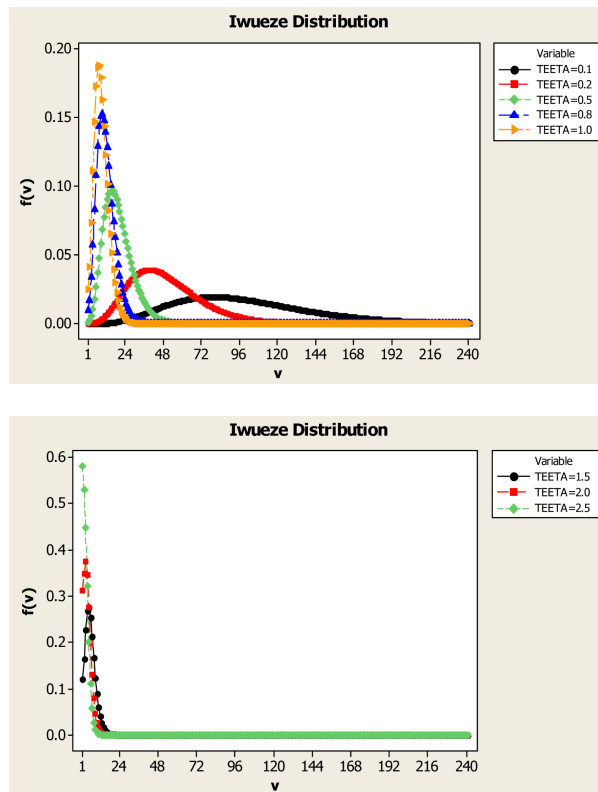 Iwueze Distribution
0.20
0.15
0.10
0.05
0.00
f(v)
1 24 48 72 96 120 144 168 192 216 240
v
Variable
TEETA=0.1
TEETA=0.2
TEETA=0.5
TEETA=0.8
TEETA=1.0
Iwueze Distribution
0.6
0.5
0.4
0.3
0.2
0.1
0.0
f(v)
1 24 48 72 96 120 144 168 192 216 240
v
Variable
TEETA=1.5
TEETA=2.0
TEETA=2.5